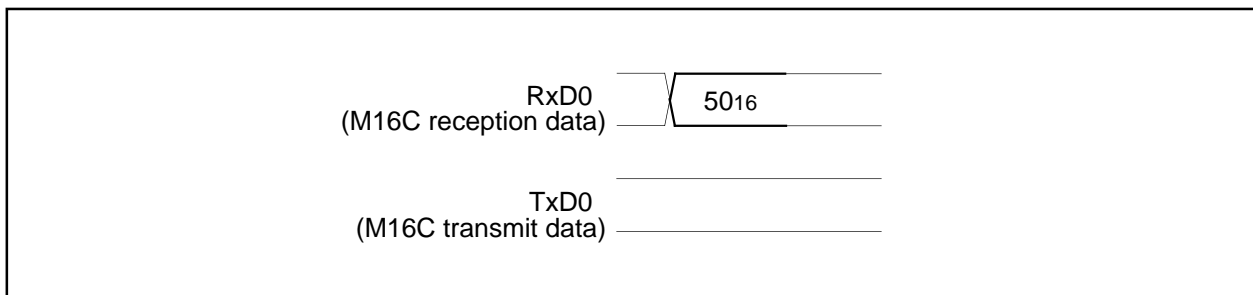 RxD0
(M16C reception data)
5016
TxD0
(M16C transmit data)